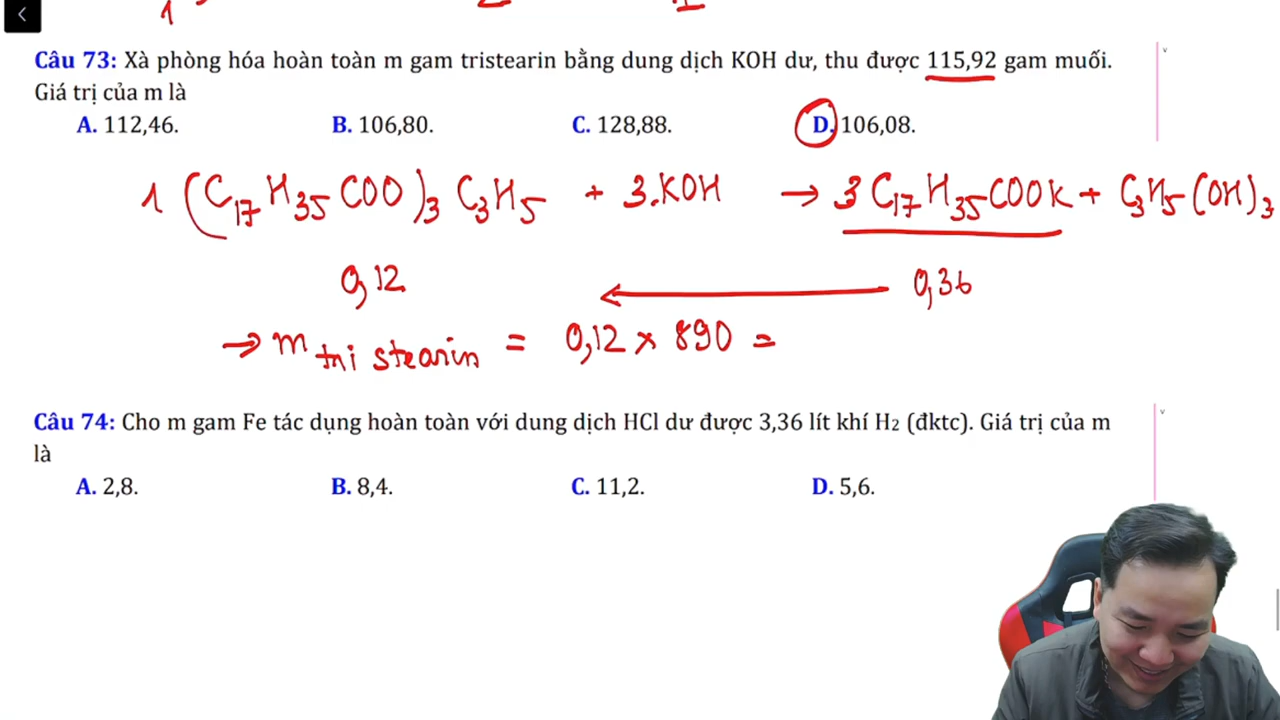 Câu 73: Xà phòng hóa hoàn toàn m gam tristearin bằng dung dịch KOH dư, thu được 115,92 gam muối.
Giá trị của m là
A. 112,46. B. 106,80. C. 128,88. D. 106,08.
1 (C17H35COO)3 C3H5 + 3.KOH → 3 C17H35COOK + C3H5(OH)3
0,12 ← 0,36
→ m tri stearin = 0,12 × 890 =
Câu 74: Cho m gam Fe tác dụng hoàn toàn với dung dịch HCl dư được 3,36 lít khí H2 (đktc). Giá trị của m
là
A. 2,8. B. 8,4. C. 11,2. D. 5,6.